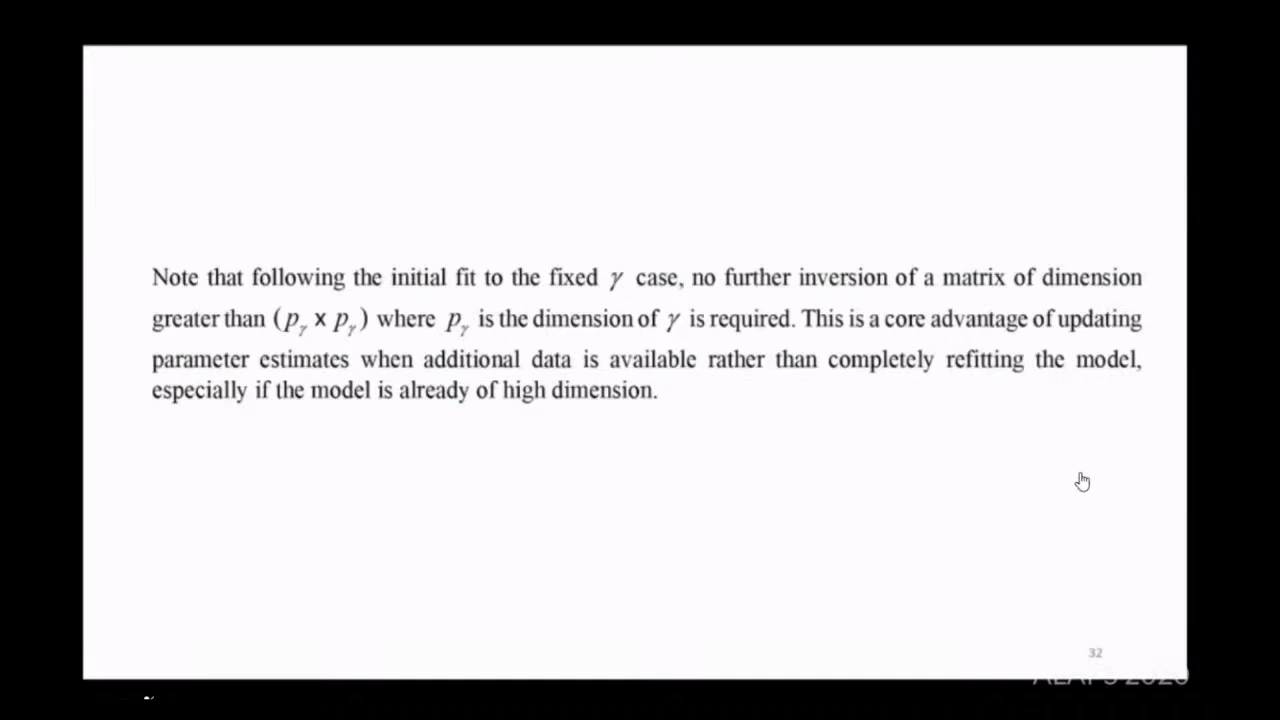 Note that following the initial fit to the fixed γ case, no further inversion of a matrix of dimension
greater than (pᵧ x pᵧ) where pᵧ is the dimension of γ is required. This is a core advantage of updating
parameter estimates when additional data is available rather than completely refitting the model,
especially if the model is already of high dimension.
32